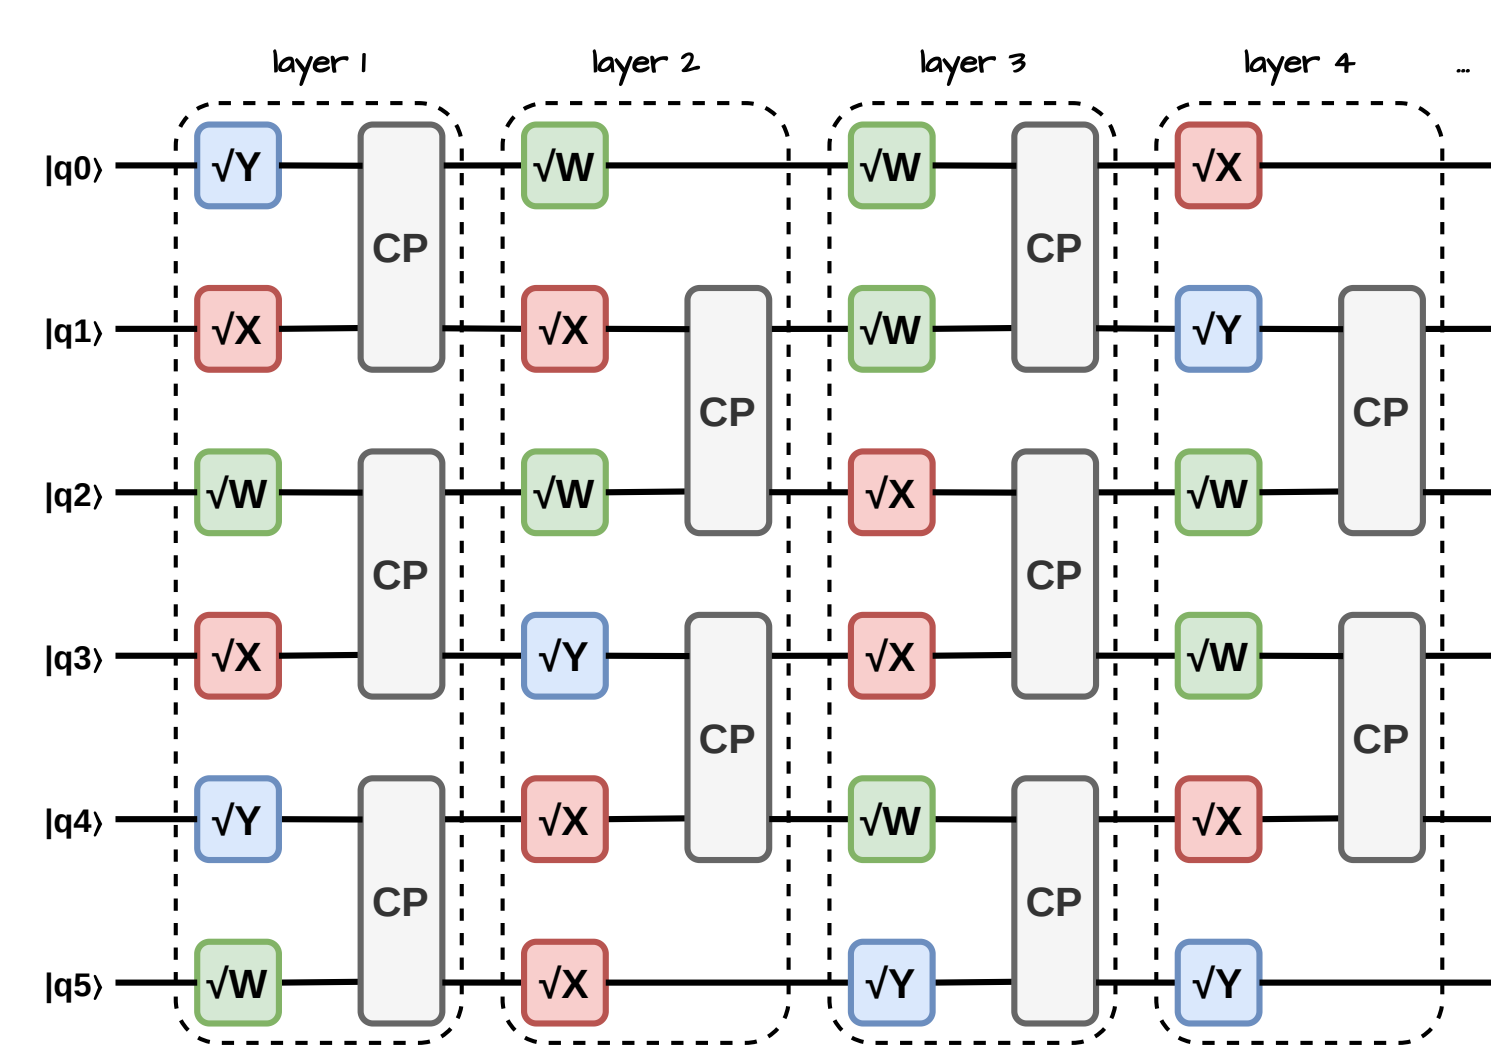 layer 1 layer 2 layer 3 layer 4 ...
|q0⟩ √Y √W √W √X
CP CP
|q1⟩ √X √X √W √Y
CP CP
|q2⟩ √W √W √X √W
CP CP
|q3⟩ √X √Y √X √W
CP CP
|q4⟩ √Y √X √W √X
CP CP
|q5⟩ √W √X √Y √Y